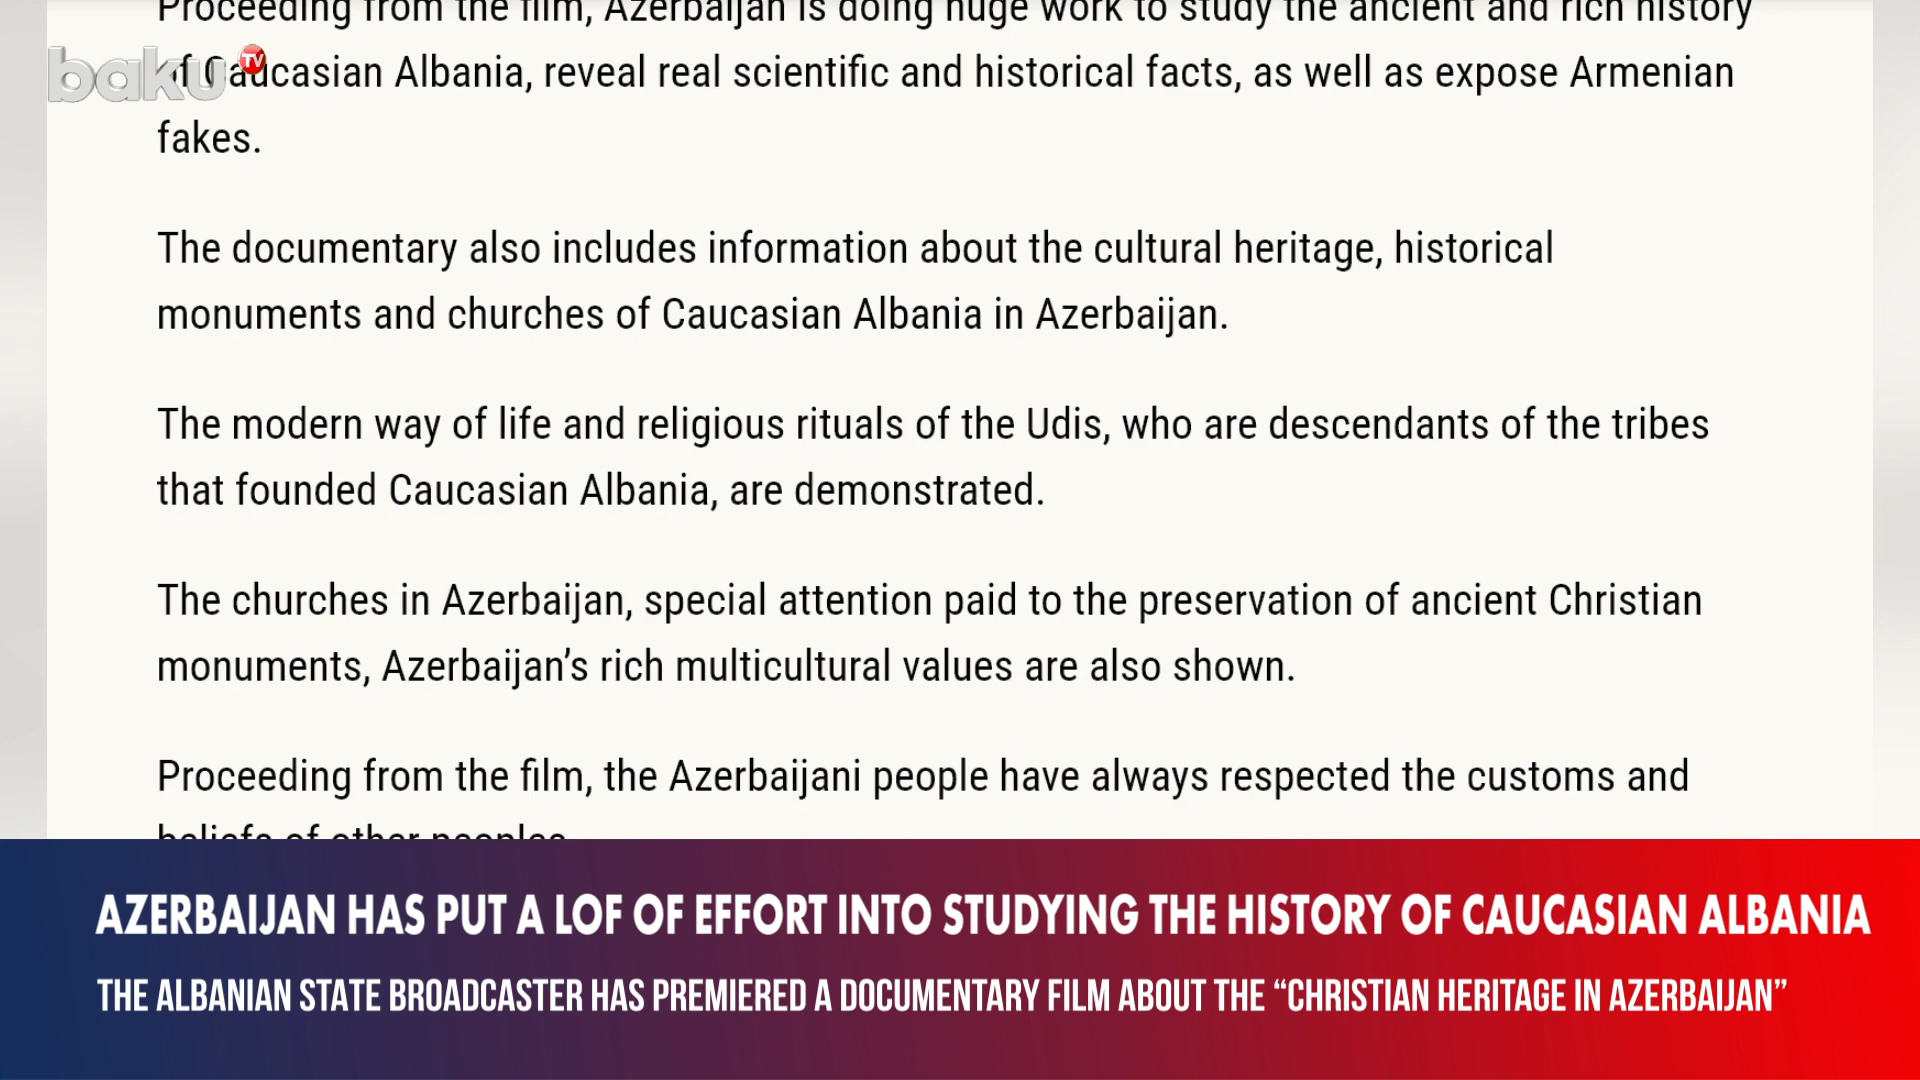 Proceeding from the film, Azerbaijan is doing huge work to study the ancient and rich history
baku TV
of Caucasian Albania, reveal real scientific and historical facts, as well as expose Armenian
fakes.
The documentary also includes information about the cultural heritage, historical
monuments and churches of Caucasian Albania in Azerbaijan.
The modern way of life and religious rituals of the Udis, who are descendants of the tribes
that founded Caucasian Albania, are demonstrated.
The churches in Azerbaijan, special attention paid to the preservation of ancient Christian
monuments, Azerbaijan’s rich multicultural values are also shown.
Proceeding from the film, the Azerbaijani people have always respected the customs and
beliefs of other peoples.
AZERBAIJAN HAS PUT A LOF OF EFFORT INTO STUDYING THE HISTORY OF CAUCASIAN ALBANIA
THE ALBANIAN STATE BROADCASTER HAS PREMIERED A DOCUMENTARY FILM ABOUT THE “CHRISTIAN HERITAGE IN AZERBAIJAN”